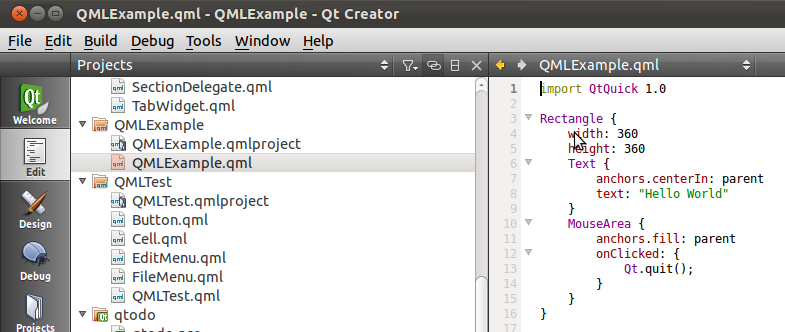 QMLExample.qml - QMLExample - Qt Creator
File Edit Build Debug Tools Window Help
Projects
QMLExample.qml
Qt
Welcome
Edit
Design
Debug
Projects
SectionDelegate.qml
TabWidget.qml
QMLExample
QMLExample.qmlproject
QMLExample.qml
QMLTest
QMLTest.qmlproject
Button.qml
Cell.qml
EditMenu.qml
FileMenu.qml
QMLTest.qml
qtodo
1 import QtQuick 1.0
2
3 Rectangle {
4 width: 360
5 height: 360
6 Text {
7 anchors.centerIn: parent
8 text: "Hello World"
9 }
10 MouseArea {
11 anchors.fill: parent
12 onClicked: {
13 Qt.quit();
14 }
15 }
16 }
17